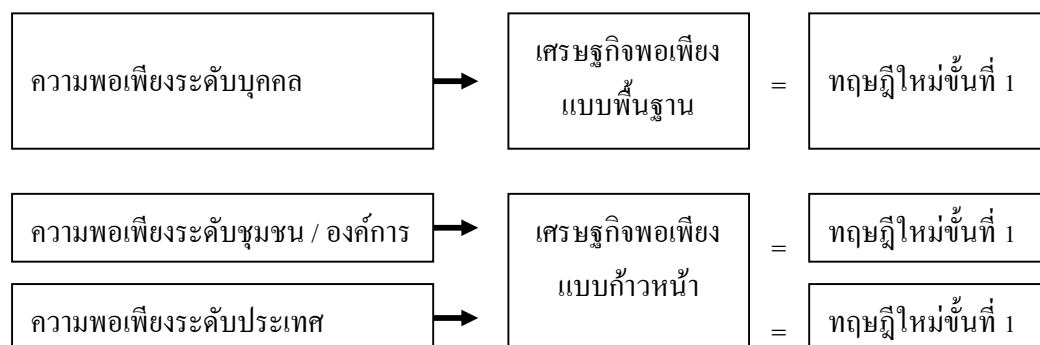 ความพอเพียงระดับบุคคล
เศรษฐกิจพอเพียง
แบบพื้นฐาน
=
ทฤษฎีใหม่ขั้นที่ 1
ความพอเพียงระดับชุมชน / องค์การ
เศรษฐกิจพอเพียง
แบบก้าวหน้า
=
ทฤษฎีใหม่ขั้นที่ 1
ความพอเพียงระดับประเทศ
=
ทฤษฎีใหม่ขั้นที่ 1